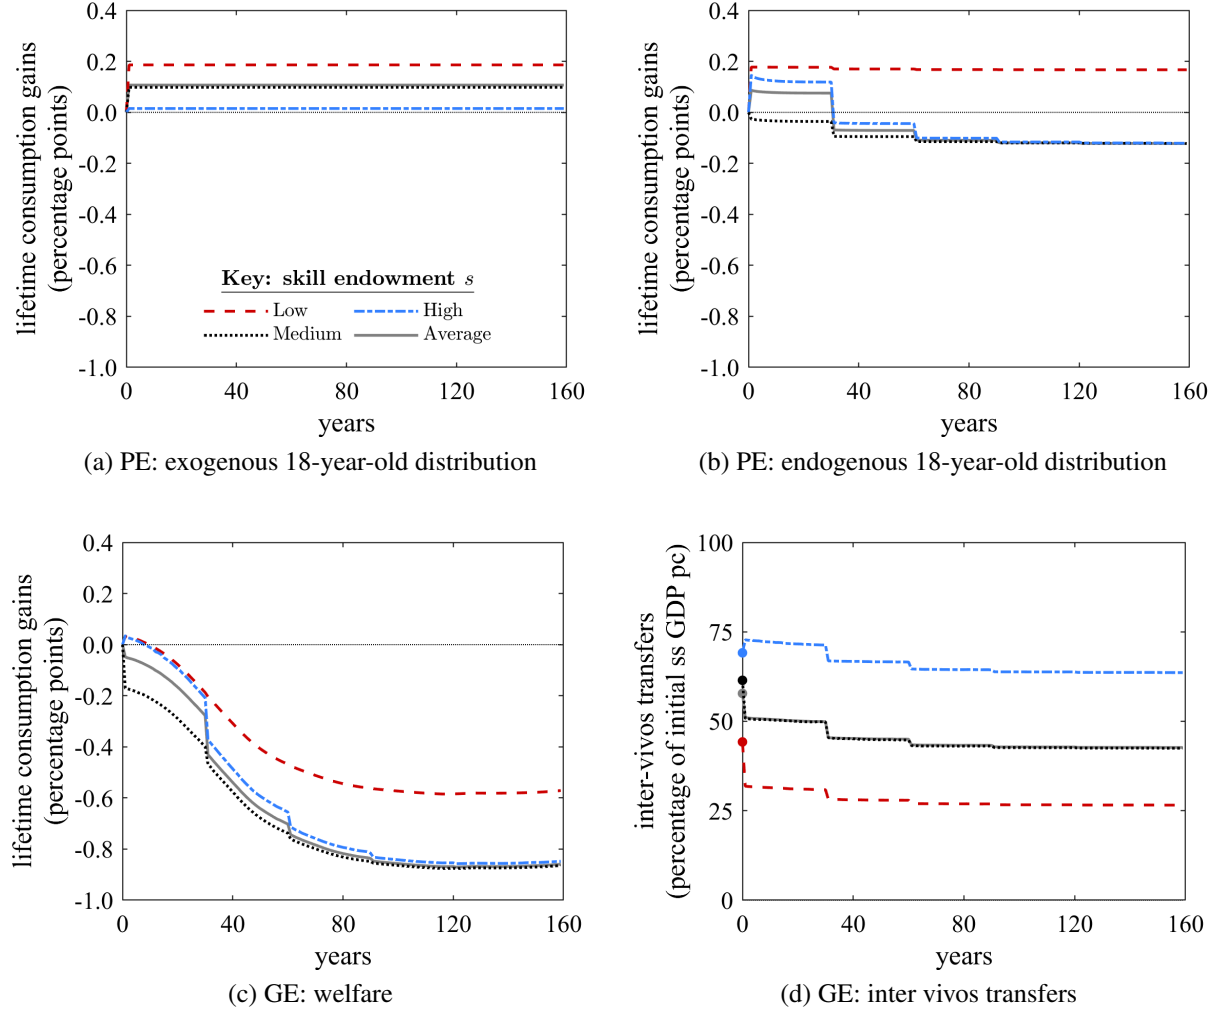 lifetime consumption gains
(percentage points)
0.4
0.2
0.0
-0.2
-0.4
-0.6
-0.8
-1.0
Key: skill endowment s
Low
High
Medium
Average
0 40 80 120 160
years
(a) PE: exogenous 18-year-old distribution
lifetime consumption gains
(percentage points)
0.4
0.2
0.0
-0.2
-0.4
-0.6
-0.8
-1.0
0 40 80 120 160
years
(b) PE: endogenous 18-year-old distribution
lifetime consumption gains
(percentage points)
0.4
0.2
0.0
-0.2
-0.4
-0.6
-0.8
-1.0
0 40 80 120 160
years
(c) GE: welfare
inter-vivos transfers
(percentage of initial ss GDP pc)
100
75
50
25
0
0 40 80 120 160
years
(d) GE: inter vivos transfers